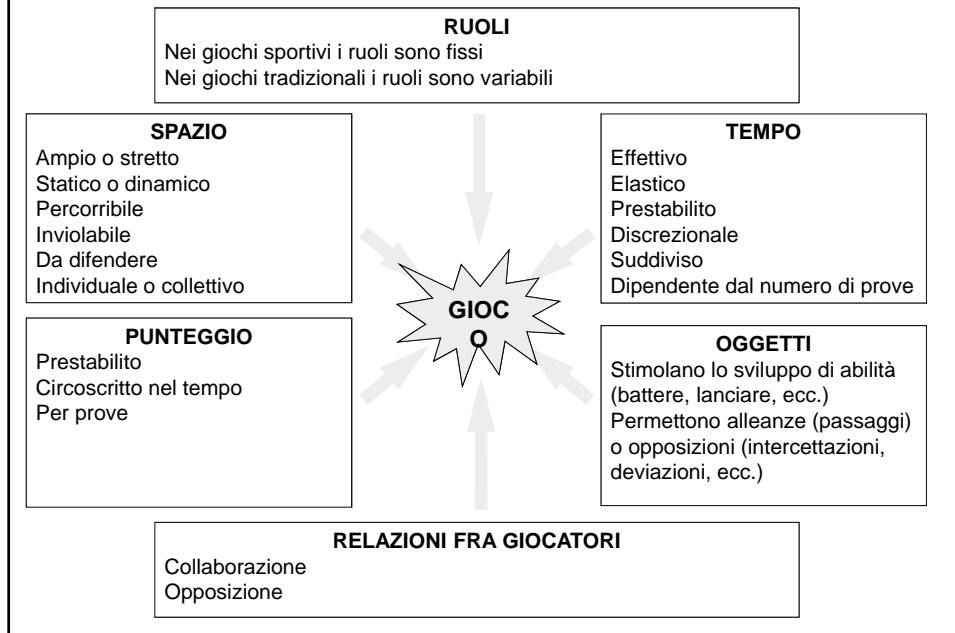 RUOLI
Nei giochi sportivi i ruoli sono fissi
Nei giochi tradizionali i ruoli sono variabili
SPAZIO
Ampio o stretto
Statico o dinamico
Percorribile
Inviolabile
Da difendere
Individuale o collettivo
TEMPO
Effettivo
Elastico
Prestabilito
Discrezionale
Suddiviso
Dipendente dal numero di prove
GIOC
O
PUNTEGGIO
Prestabilito
Circoscritto nel tempo
Per prove
OGGETTI
Stimolano lo sviluppo di abilità
(battere, lanciare, ecc.)
Permettono alleanze (passaggi)
o opposizioni (intercettazioni,
deviazioni, ecc.)
RELAZIONI FRA GIOCATORI
Collaborazione
Opposizione